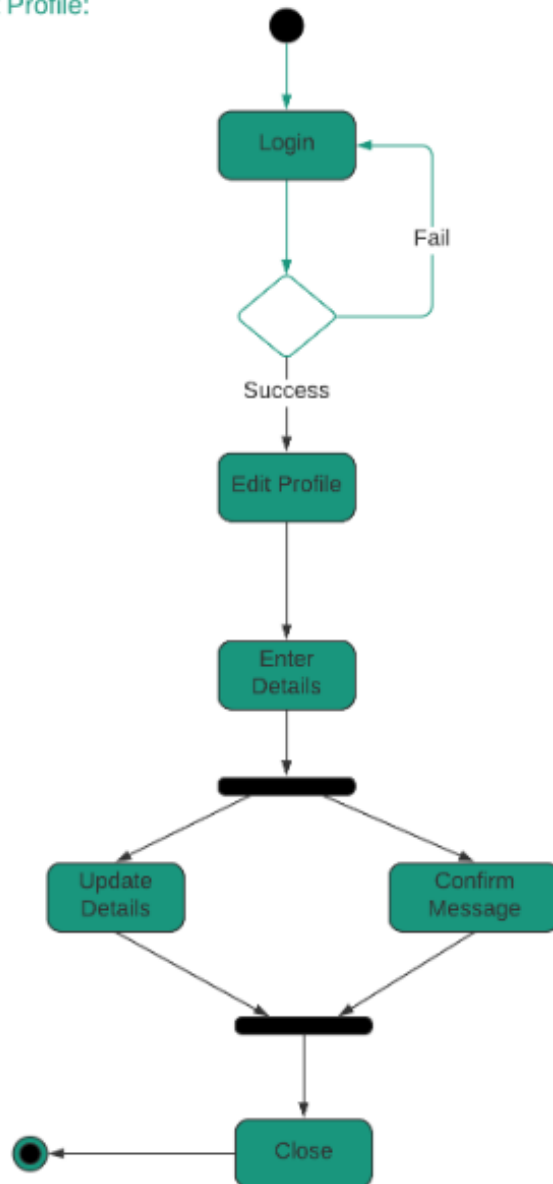 Profile:
Login
Fail
Success
Edit Profile
Enter
Details
Update
Details
Confirm
Message
Close